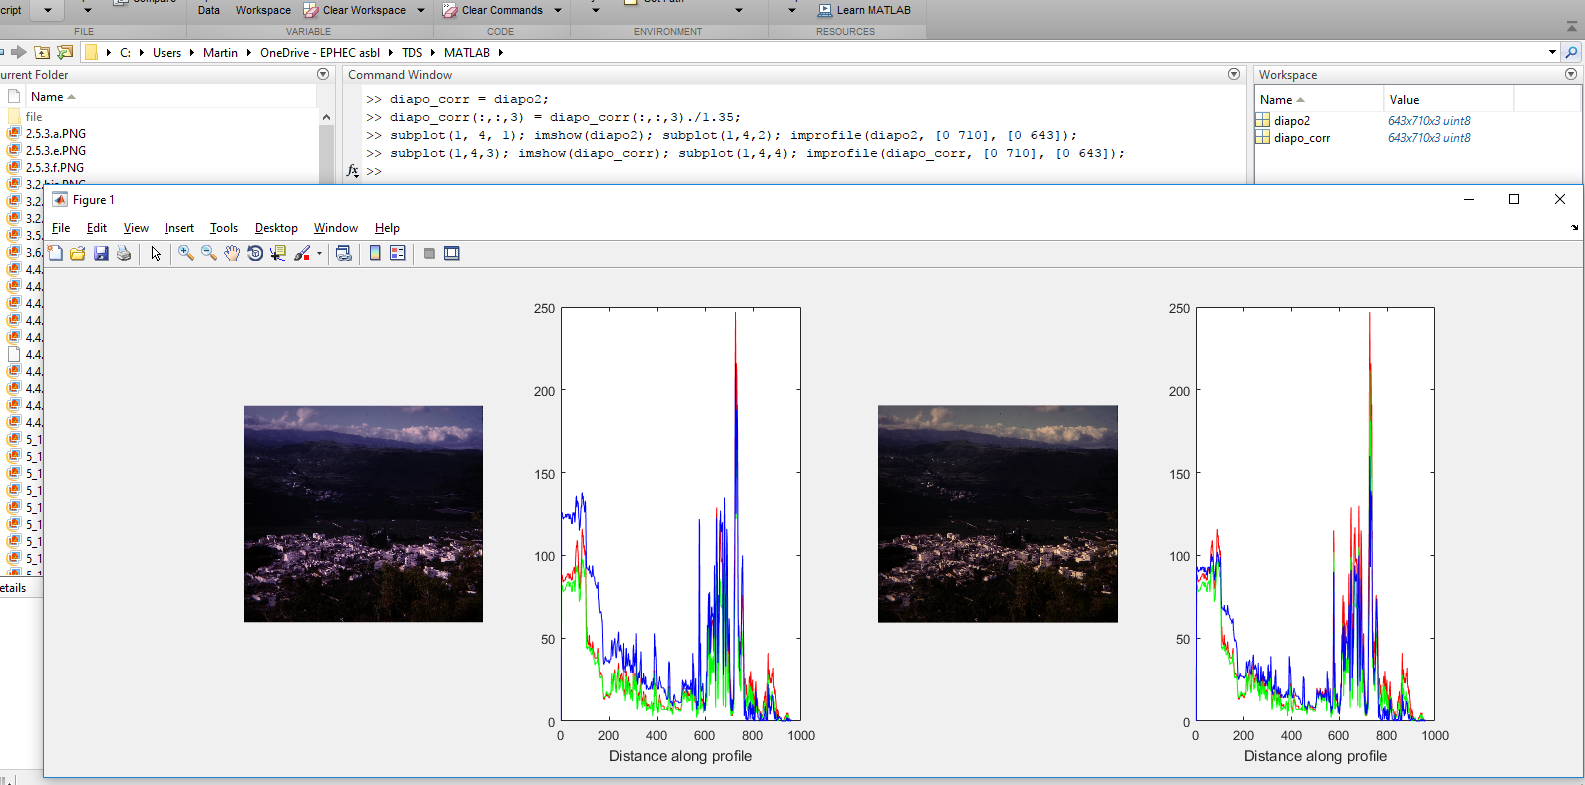 cript
Compare
Set Path
Data Workspace Clear Workspace Clear Commands Learn MATLAB
FILE VARIABLE CODE ENVIRONMENT RESOURCES
C: Users Martin OneDrive - EPHEC asbl TDS MATLAB
urrent Folder
Name
file
2.5.3.a.PNG
2.5.3.e.PNG
2.5.3.f.PNG
3.2.bis.PNG
3.2.
3.2.
3.5.
3.6.
4.4.
4.4.
4.4.
4.4.
4.4.
4.4.
4.4.
4.4.
4.4.
4.4.
5_1
5_1
5_1
5_1
5_1
5_1
5_1
5_1
5_1
etails
Command Window
>> diapo_corr = diapo2;
>> diapo_corr(:,:,3) = diapo_corr(:,:,3)./1.35;
>> subplot(1, 4, 1); imshow(diapo2); subplot(1,4,2); improfile(diapo2, [0 710], [0 643]);
>> subplot(1,4,3); imshow(diapo_corr); subplot(1,4,4); improfile(diapo_corr, [0 710], [0 643]);
fx >>
Workspace
Name Value
diapo2 643x710x3 uint8
diapo_corr 643x710x3 uint8
Figure 1
File Edit View Insert Tools Desktop Window Help
250
200
150
100
50
0
0 200 400 600 800 1000
Distance along profile
250
200
150
100
50
0
0 200 400 600 800 1000
Distance along profile